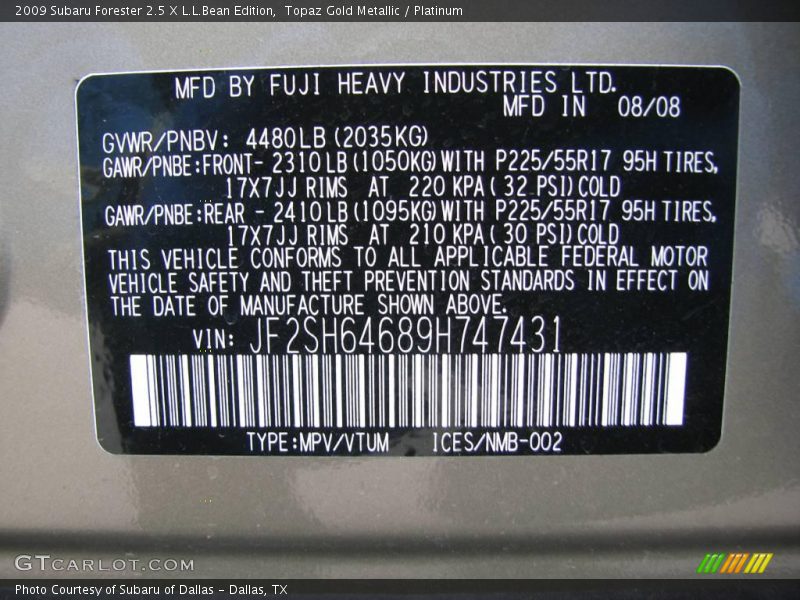 2009 Subaru Forester 2.5 X L.L.Bean Edition,  Topaz Gold Metallic / Platinum
MFD BY FUJI HEAVY INDUSTRIES LTD.
MFD IN 08/08
GVWR/PNBV: 4480LB(2035KG)
GAWR/PNBE:FRONT- 2310LB(1050KG)WITH P225/55R17 95H TIRES,
17X7JJ RIMS AT 220 KPA( 32 PSI)COLD
GAWR/PNBE:REAR - 2410LB(1095KG)WITH P225/55R17 95H TIRES,
17X7JJ RIMS AT 210 KPA( 30 PSI)COLD
THIS VEHICLE CONFORMS TO ALL APPLICABLE FEDERAL MOTOR
VEHICLE SAFETY AND THEFT PREVENTION STANDARDS IN EFFECT ON
THE DATE OF MANUFACTURE SHOWN ABOVE.
VIN: JF2SH64689H747431
TYPE:MPV/VTUM ICES/NMB-002
GTCARLOT.COM
Photo Courtesy of Subaru of Dallas – Dallas, TX